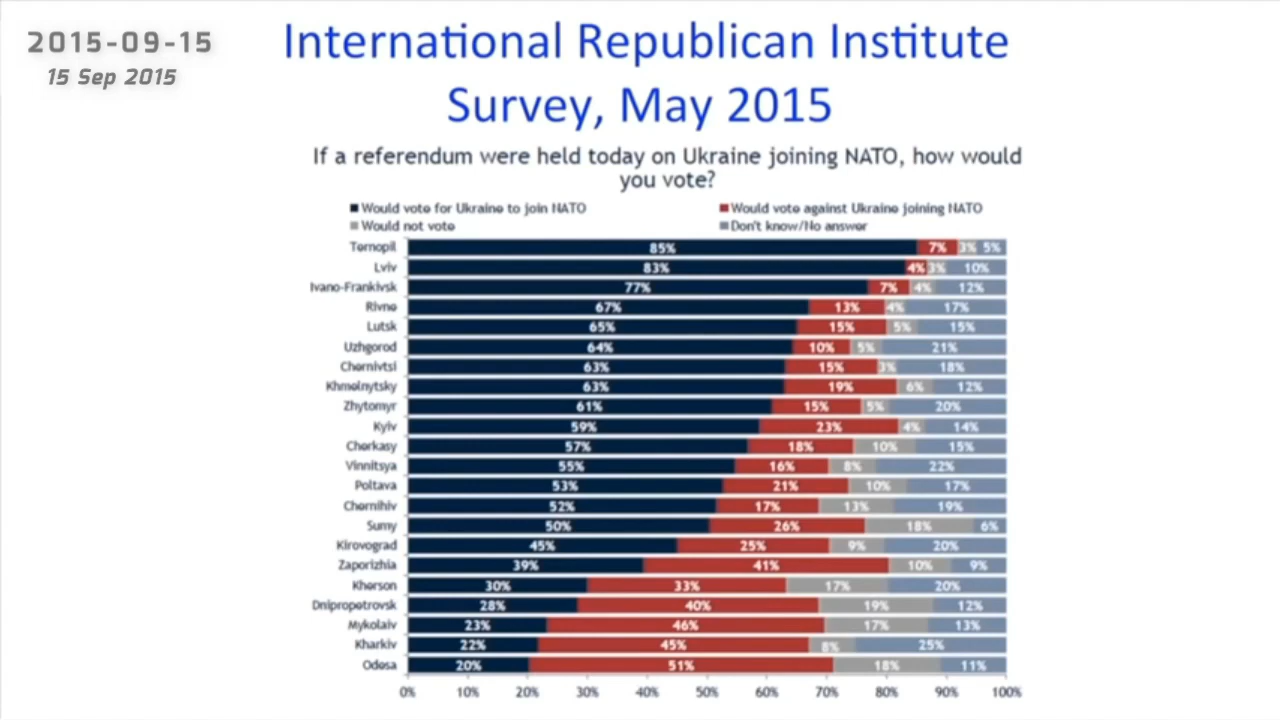 2015-09-15
15 Sep 2015
International Republican Institute
Survey, May 2015
If a referendum were held today on Ukraine joining NATO, how would
you vote?
Would vote for Ukraine to join NATO Would vote against Ukraine joining NATO
Would not vote Don't know/No answer
Ternopil 85% 7% 3% 5%
Lviv 83% 4% 3% 10%
Ivano-Frankivsk 77% 7% 4% 12%
Rivne 67% 13% 4% 17%
Lutsk 65% 15% 5% 15%
Uzhgorod 64% 10% 5% 21%
Chernivtsi 63% 15% 3% 18%
Khmelnytsky 63% 19% 6% 12%
Zhytomyr 61% 15% 5% 20%
Kyiv 59% 23% 4% 14%
Cherkasy 57% 18% 10% 15%
Vinnitsya 55% 16% 8% 22%
Poltava 53% 21% 10% 17%
Chernihiv 52% 17% 13% 19%
Sumy 50% 26% 18% 6%
Kirovograd 45% 25% 9% 20%
Zaporizhia 39% 41% 10% 9%
Kherson 30% 33% 17% 20%
Dnipropetrovsk 28% 40% 19% 12%
Mykolaiv 23% 46% 17% 13%
Kharkiv 22% 45% 8% 25%
Odesa 20% 51% 18% 11%
0% 10% 20% 30% 40% 50% 60% 70% 80% 90% 100%